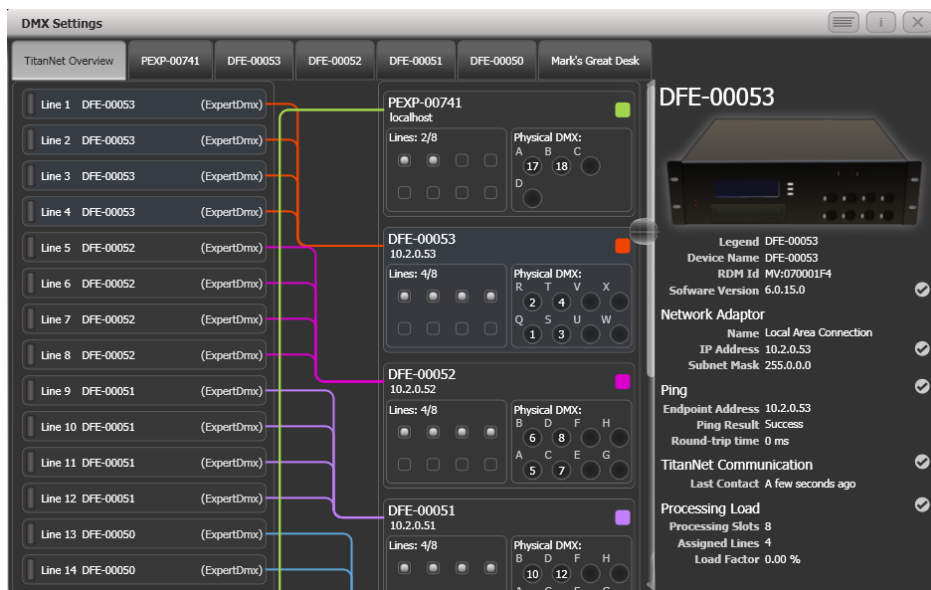 DMX Settings
i
TitanNet Overview
PEXP-00741
DFE-00053
DFE-00052
DFE-00051
DFE-00050
Mark's Great Desk
Line 1 DFE-00053 (ExpertDmx)
Line 2 DFE-00053 (ExpertDmx)
Line 3 DFE-00053 (ExpertDmx)
Line 4 DFE-00053 (ExpertDmx)
Line 5 DFE-00052 (ExpertDmx)
Line 6 DFE-00052 (ExpertDmx)
Line 7 DFE-00052 (ExpertDmx)
Line 8 DFE-00052 (ExpertDmx)
Line 9 DFE-00051 (ExpertDmx)
Line 10 DFE-00051 (ExpertDmx)
Line 11 DFE-00051 (ExpertDmx)
Line 12 DFE-00051 (ExpertDmx)
Line 13 DFE-00050 (ExpertDmx)
Line 14 DFE-00050 (ExpertDmx)
PEXP-00741
localhost
Lines: 2/8
Physical DMX:
A B C
17 18
D
DFE-00053
10.2.0.53
Lines: 4/8
Physical DMX:
R T V X
2 4
Q S U W
1 3
DFE-00052
10.2.0.52
Lines: 4/8
Physical DMX:
B D F H
6 8
A C E G
5 7
DFE-00051
10.2.0.51
Lines: 4/8
Physical DMX:
B D F H
10 12
DFE-00053
Legend DFE-00053
Device Name DFE-00053
RDM Id MV:070001F4
Sofware Version 6.0.15.0
Network Adaptor
Name Local Area Connection
IP Address 10.2.0.53
Subnet Mask 255.0.0.0
Ping
Endpoint Address 10.2.0.53
Ping Result Success
Round-trip time 0 ms
TitanNet Communication
Last Contact A few seconds ago
Processing Load
Processing Slots 8
Assigned Lines 4
Load Factor 0.00 %